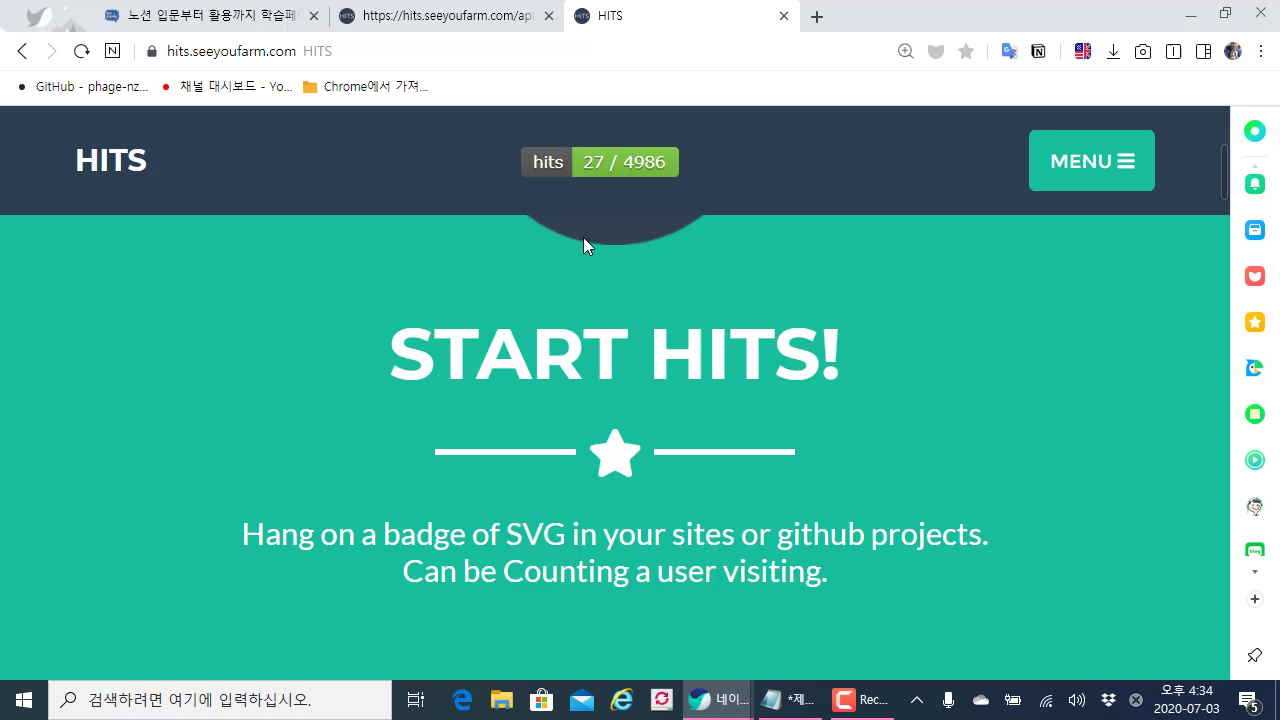 노션 입문부터 활용까지 학습페
https://hits.seeyoufarm.com/api
HITS
hits.seeyoufarm.com HITS
GitHub - phage-nz...
채널 대시보드 - Yo...
Chrome에서 가져...
HITS
hits 27 / 4986
MENU
START HITS!
Hang on a badge of SVG in your sites or github projects.
Can be Counting a user visiting.
blog
검색하려면 여기에 입력하십시오.
네이...
*제...
Rec...
오후 4:34
2020-07-03
5